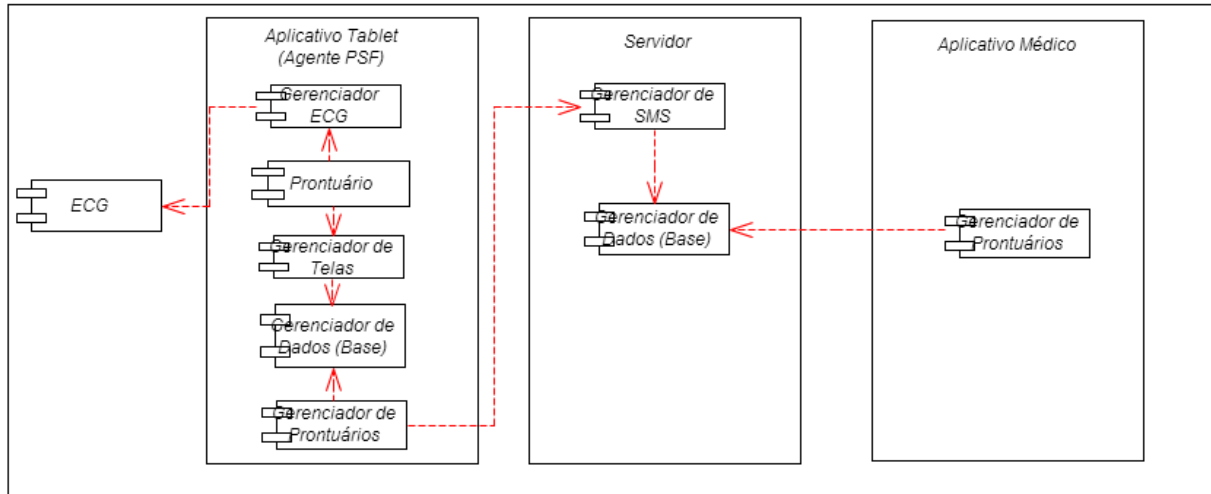 Aplicativo Tablet
(Agente PSF)
Gerenciador
ECG
Prontuário
Gerenciador de
Telas
Gerenciador de
Dados (Base)
Gerenciador de
Prontuários
ECG
Servidor
Gerenciador de
SMS
Gerenciador de
Dados (Base)
Aplicativo Médico
Gerenciador de
Prontuários